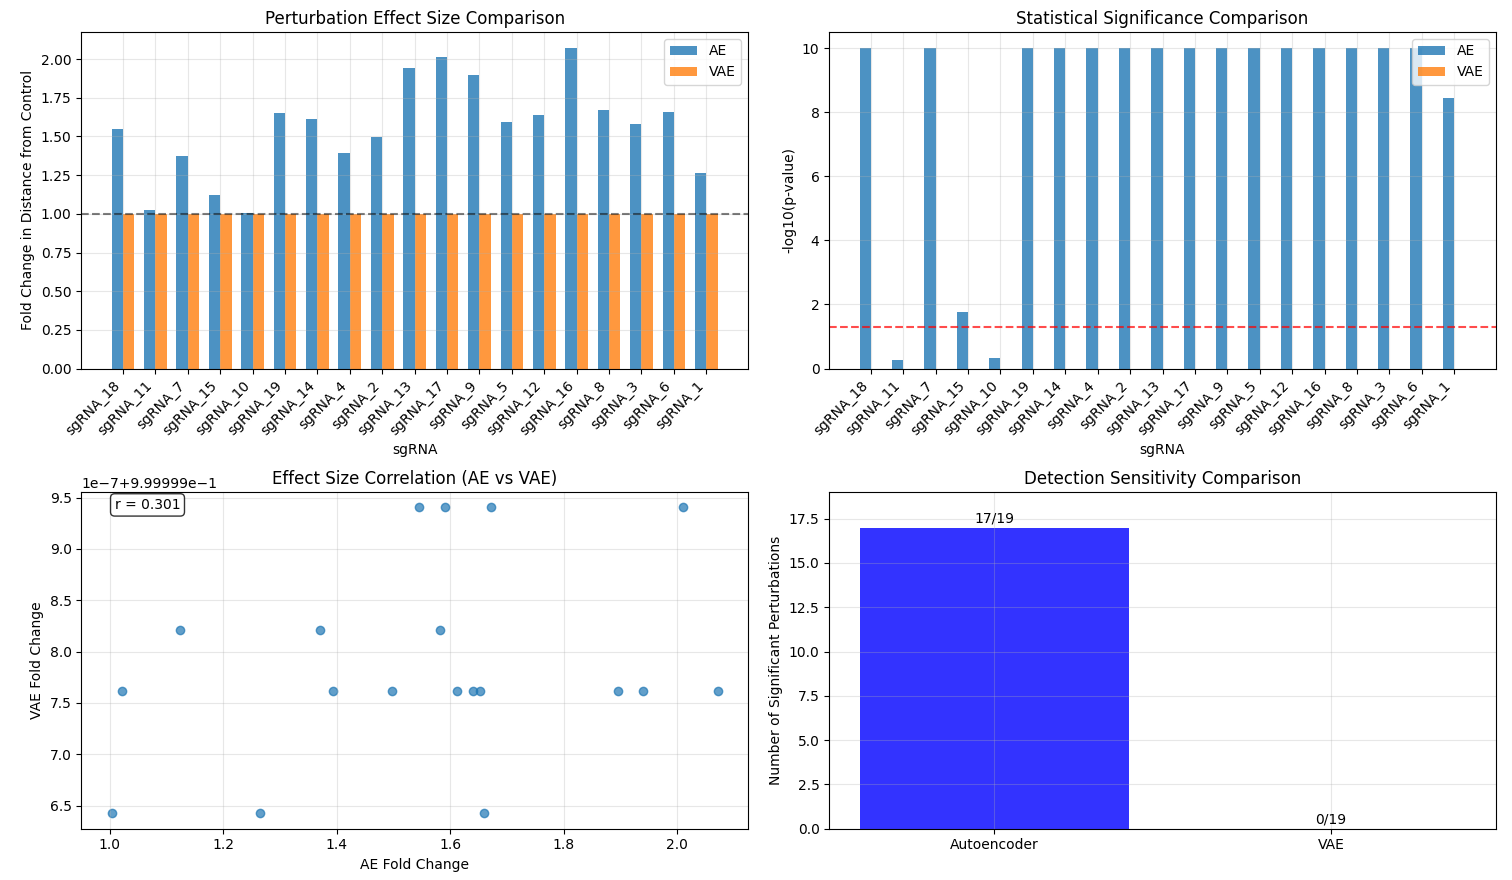 Perturbation Effect Size Comparison
Fold Change in Distance from Control
2.00
1.75
1.50
1.25
1.00
0.75
0.50
0.25
0.00
AE
VAE
sgRNA_18
sgRNA_11
sgRNA_7
sgRNA_15
sgRNA_10
sgRNA_19
sgRNA_14
sgRNA_4
sgRNA_2
sgRNA_13
sgRNA_17
sgRNA_9
sgRNA_5
sgRNA_12
sgRNA_16
sgRNA_8
sgRNA_3
sgRNA_6
sgRNA_1
sgRNA
Statistical Significance Comparison
-log10(p-value)
10
8
6
4
2
0
AE
VAE
sgRNA_18
sgRNA_11
sgRNA_7
sgRNA_15
sgRNA_10
sgRNA_19
sgRNA_14
sgRNA_4
sgRNA_2
sgRNA_13
sgRNA_17
sgRNA_9
sgRNA_5
sgRNA_12
sgRNA_16
sgRNA_8
sgRNA_3
sgRNA_6
sgRNA_1
sgRNA
Effect Size Correlation (AE vs VAE)
1e-7+9.99999e-1
r = 0.301
VAE Fold Change
9.5
9.0
8.5
8.0
7.5
7.0
6.5
1.0 1.2 1.4 1.6 1.8 2.0
AE Fold Change
Detection Sensitivity Comparison
Number of Significant Perturbations
17.5
15.0
12.5
10.0
7.5
5.0
2.5
0.0
17/19
0/19
Autoencoder VAE